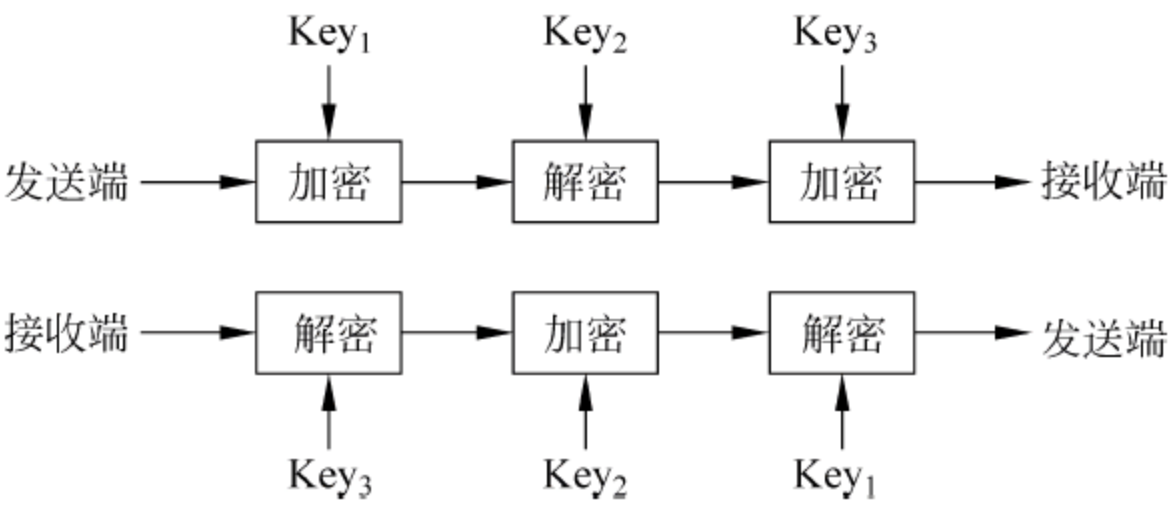 Key₁ Key₂ Key₃
发送端 加密 解密 加密 接收端
接收端 解密 加密 解密 发送端
Key₃ Key₂ Key₁